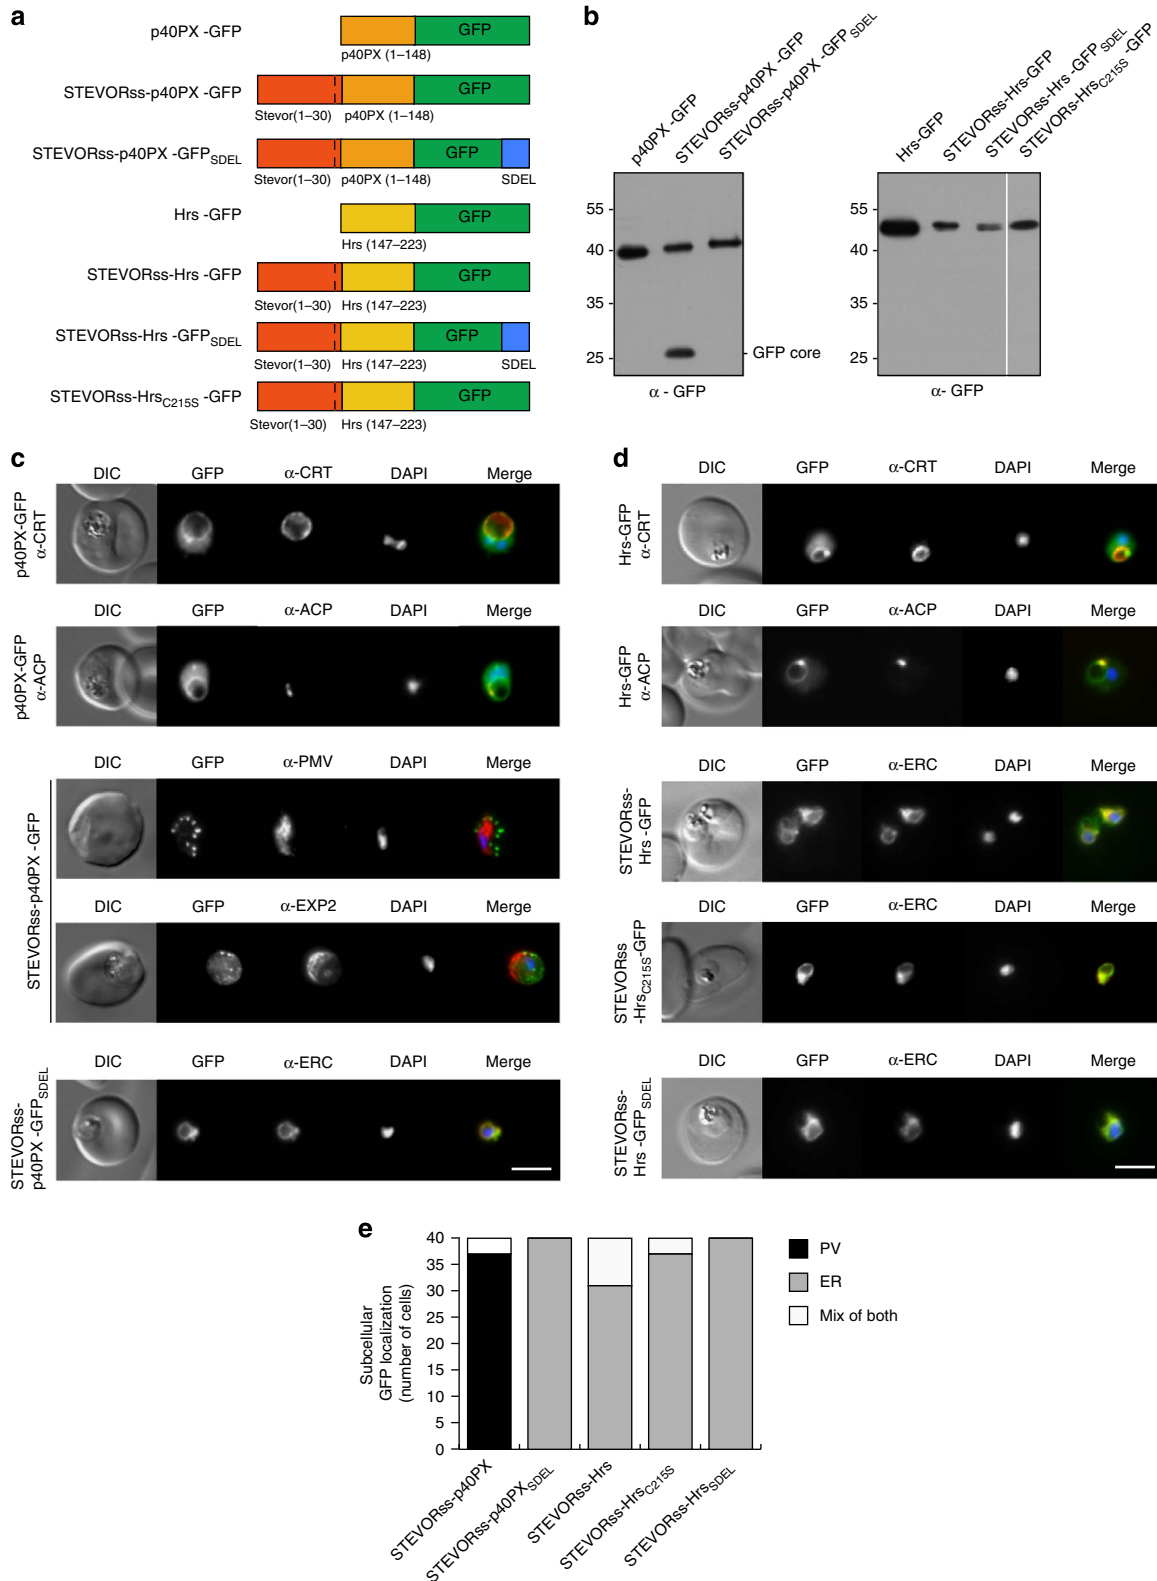 a
p40PX -GFP
GFP
p40PX (1–148)
STEVORss-p40PX -GFP
GFP
Stevor(1–30) p40PX (1–148)
STEVORss-p40PX -GFPSDEL
GFP
Stevor(1–30) p40PX (1–148) SDEL
Hrs -GFP
GFP
Hrs (147–223)
STEVORss-Hrs -GFP
GFP
Stevor(1–30) Hrs (147–223)
STEVORss-Hrs -GFPSDEL
GFP
Stevor(1–30) Hrs (147–223) SDEL
STEVORss-HrsC215S -GFP
GFP
Stevor(1–30) Hrs (147–223)
b
p40PX -GFP
STEVORss-p40PX -GFP
STEVORss-p40PX -GFPSDEL
55
40
35
25
- GFP core
α - GFP
Hrs-GFP
STEVORss-Hrs-GFP
STEVORss-Hrs -GFPSDEL
STEVORs-HrsC215S -GFP
55
40
35
25
α- GFP
c
DIC GFP α-CRT DAPI Merge
p40PX-GFP
α-CRT
DIC GFP α-ACP DAPI Merge
p40PX-GFP
α-ACP
DIC GFP α-PMV DAPI Merge
STEVORss-p40PX -GFP
DIC GFP α-EXP2 DAPI Merge
DIC GFP α-ERC DAPI Merge
STEVORss-
p40PX -GFPSDEL
d
DIC GFP α-CRT DAPI Merge
Hrs-GFP
α-CRT
DIC GFP α-ACP DAPI Merge
Hrs-GFP
α-ACP
DIC GFP α-ERC DAPI Merge
STEVORss-
Hrs -GFP
DIC GFP α-ERC DAPI Merge
STEVORss
-HrsC215S-GFP
DIC GFP α-ERC DAPI Merge
STEVORss-
Hrs -GFPSDEL
e
Subcellular
GFP localization
(number of cells)
40
35
30
25
20
15
10
5
0
PV
ER
Mix of both
STEVORss-p40PX
STEVORss-p40PXSDEL
STEVORss-Hrs
STEVORss-HrsC215S
STEVORss-HrsSDEL